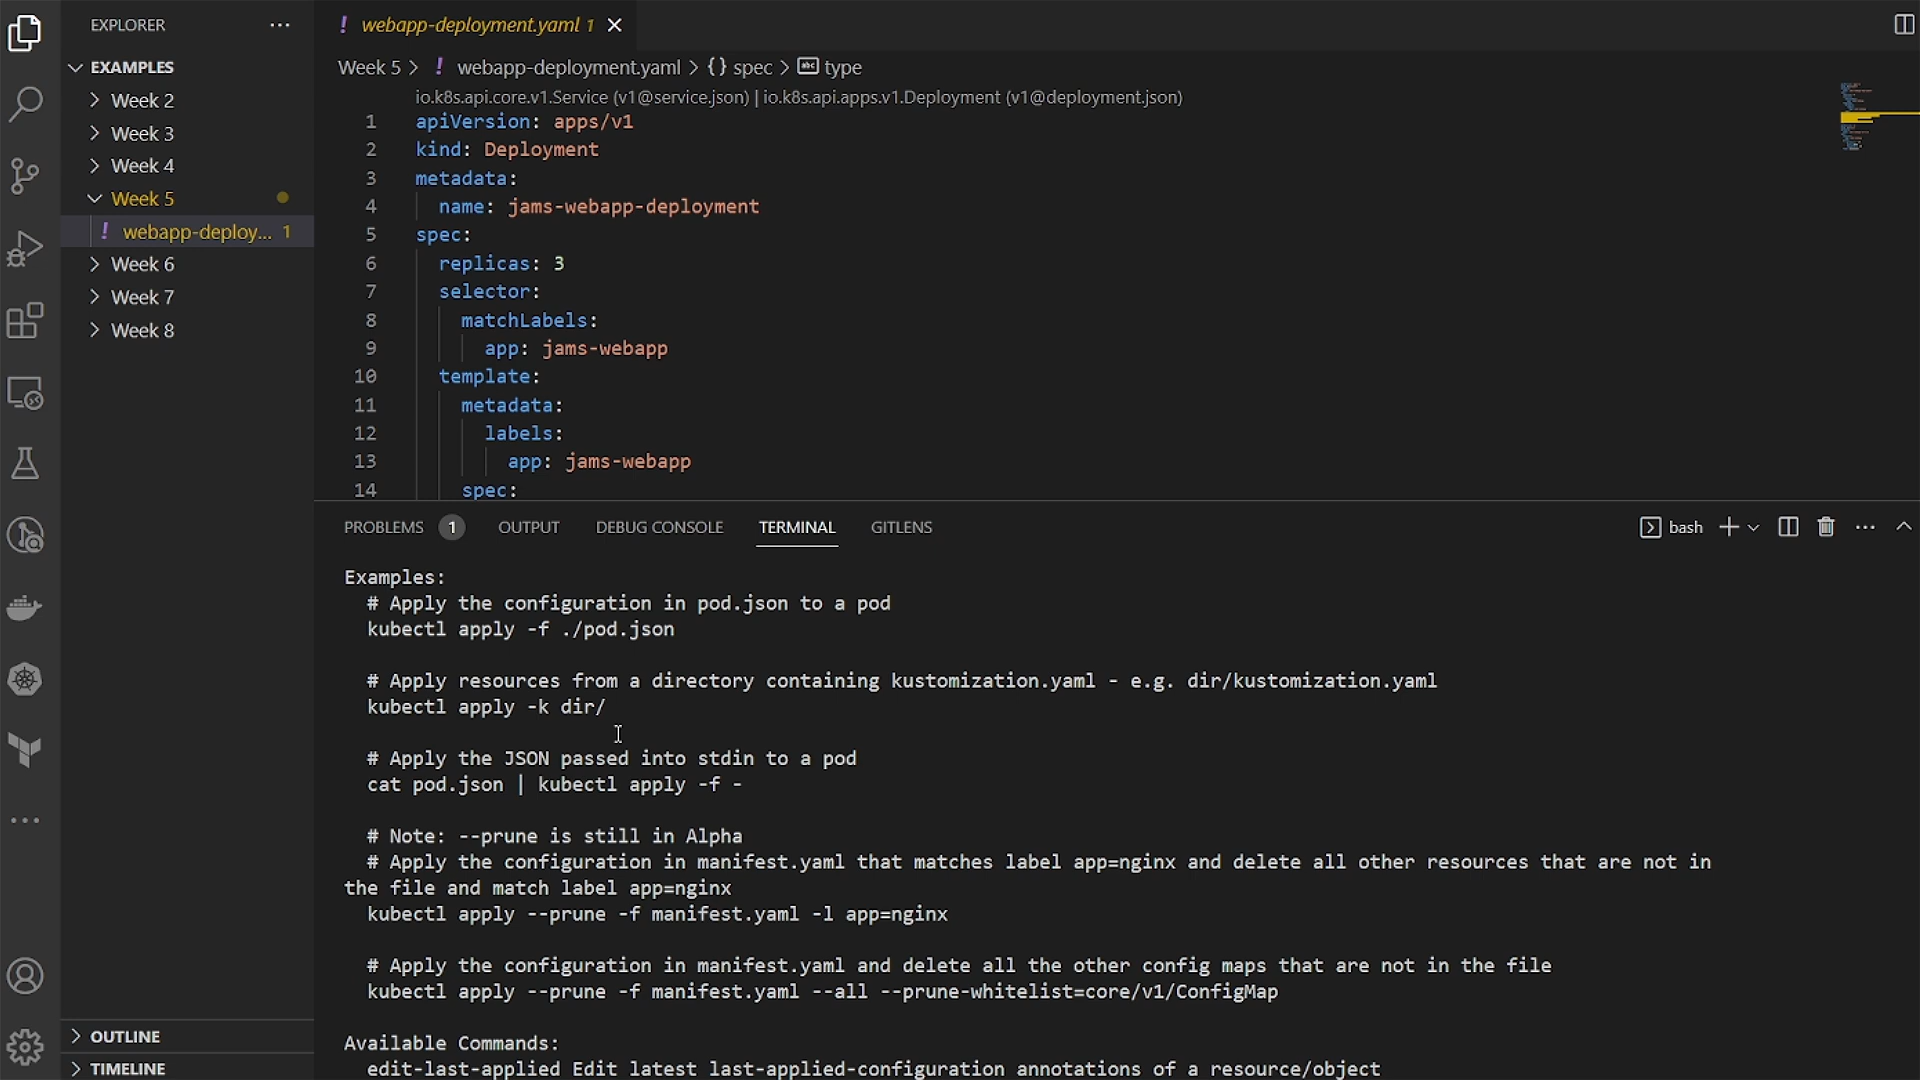 EXPLORER ...
EXAMPLES
Week 2
Week 3
Week 4
Week 5
! webapp-deploy... 1
Week 6
Week 7
Week 8
OUTLINE
TIMELINE
! webapp-deployment.yaml 1
Week 5 > ! webapp-deployment.yaml > {} spec > abc type
io.k8s.api.core.v1.Service (v1@service.json) | io.k8s.api.apps.v1.Deployment (v1@deployment.json)
1 apiVersion: apps/v1
2 kind: Deployment
3 metadata:
4 name: jams-webapp-deployment
5 spec:
6 replicas: 3
7 selector:
8 matchLabels:
9 app: jams-webapp
10 template:
11 metadata:
12 labels:
13 app: jams-webapp
14 spec:
PROBLEMS 1 OUTPUT DEBUG CONSOLE TERMINAL GITLENS bash
Examples:
# Apply the configuration in pod.json to a pod
kubectl apply -f ./pod.json
# Apply resources from a directory containing kustomization.yaml - e.g. dir/kustomization.yaml
kubectl apply -k dir/
# Apply the JSON passed into stdin to a pod
cat pod.json | kubectl apply -f -
# Note: --prune is still in Alpha
# Apply the configuration in manifest.yaml that matches label app=nginx and delete all other resources that are not in
the file and match label app=nginx
kubectl apply --prune -f manifest.yaml -l app=nginx
# Apply the configuration in manifest.yaml and delete all the other config maps that are not in the file
kubectl apply --prune -f manifest.yaml --all --prune-whitelist=core/v1/ConfigMap
Available Commands:
edit-last-applied Edit latest last-applied-configuration annotations of a resource/object